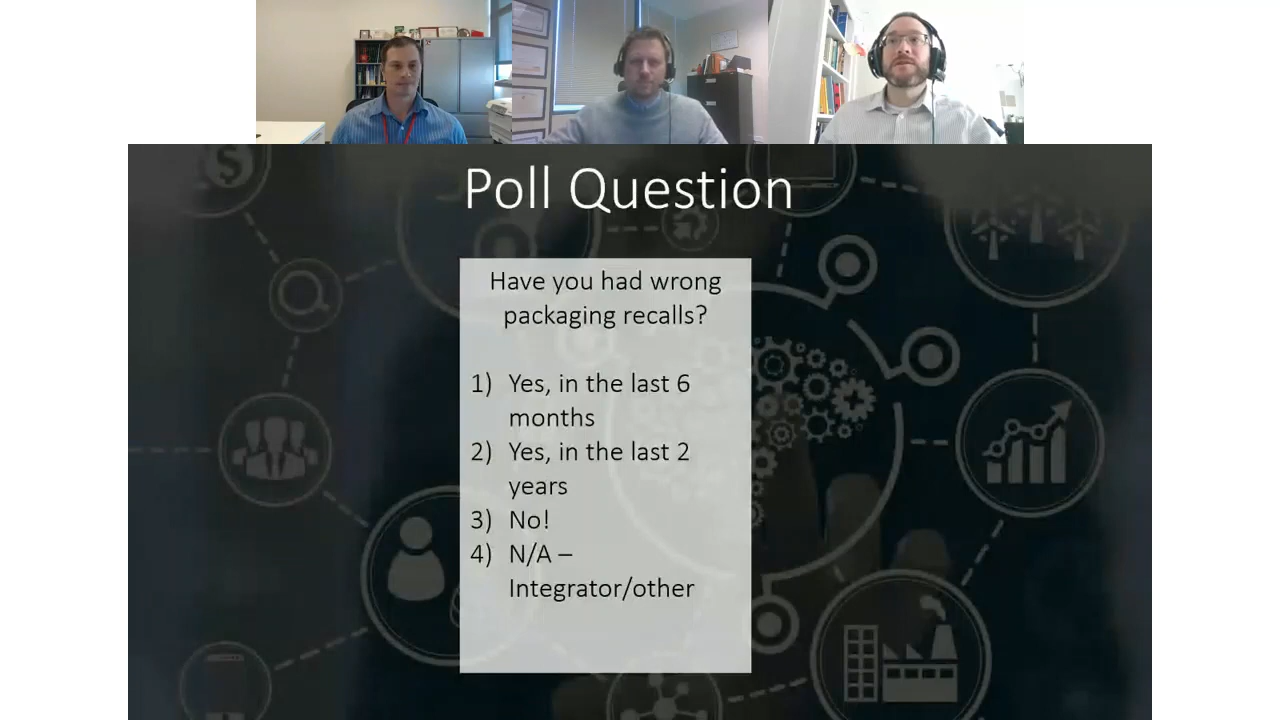 Poll Question
Have you had wrong
packaging recalls?
1) Yes, in the last 6
months
2) Yes, in the last 2
years
3) No!
4) N/A –
Integrator/other
$